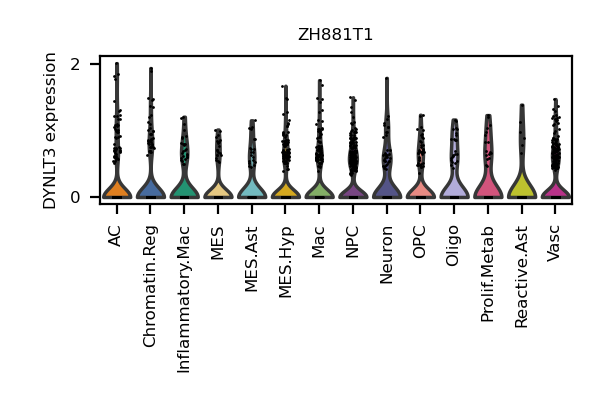 ZH881T1
DYNLT3 expression
2
0
AC
Chromatin.Reg
Inflammatory.Mac
MES
MES.Ast
MES.Hyp
Mac
NPC
Neuron
OPC
Oligo
Prolif.Metab
Reactive.Ast
Vasc